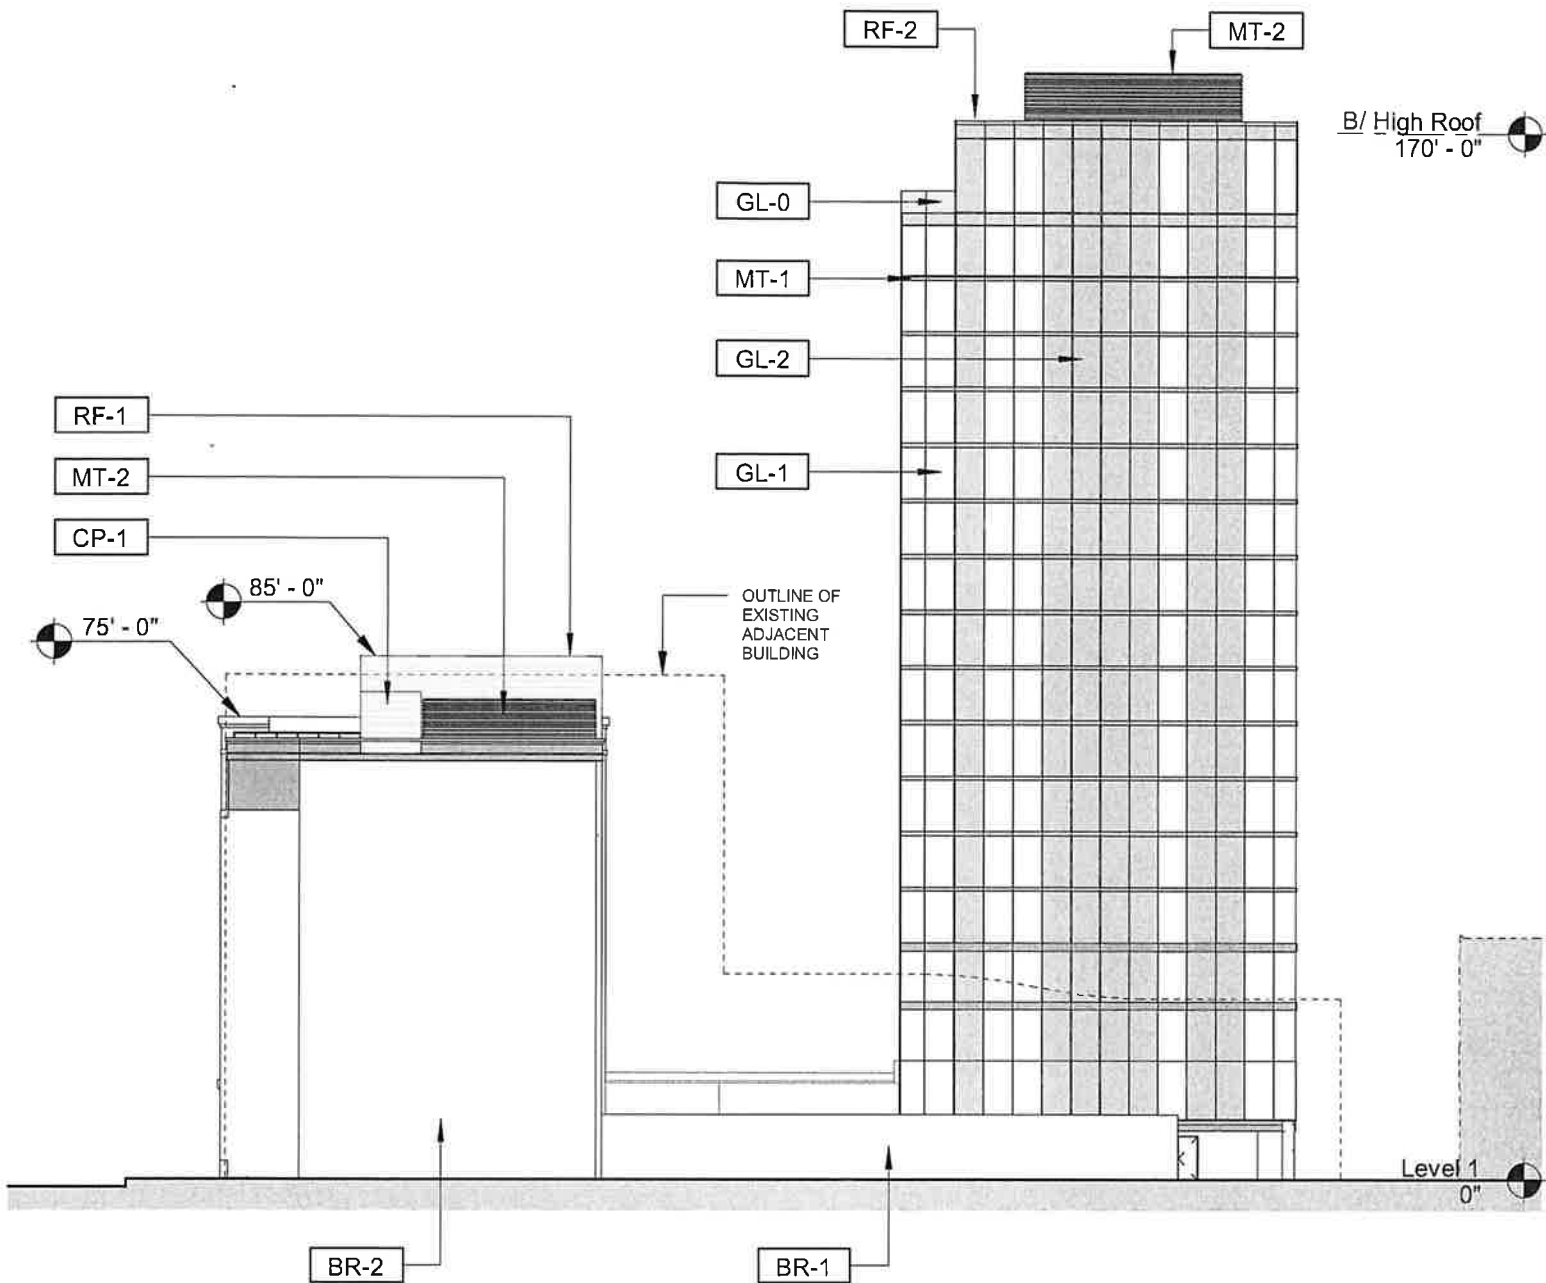 RF-2
MT-2
B/ High Roof
170' - 0"
GL-0
MT-1
GL-2
RF-1
GL-1
MT-2
CP-1
85' - 0"
75' - 0"
OUTLINE OF
EXISTING
ADJACENT
BUILDING
Level 1
0"
BR-2
BR-1